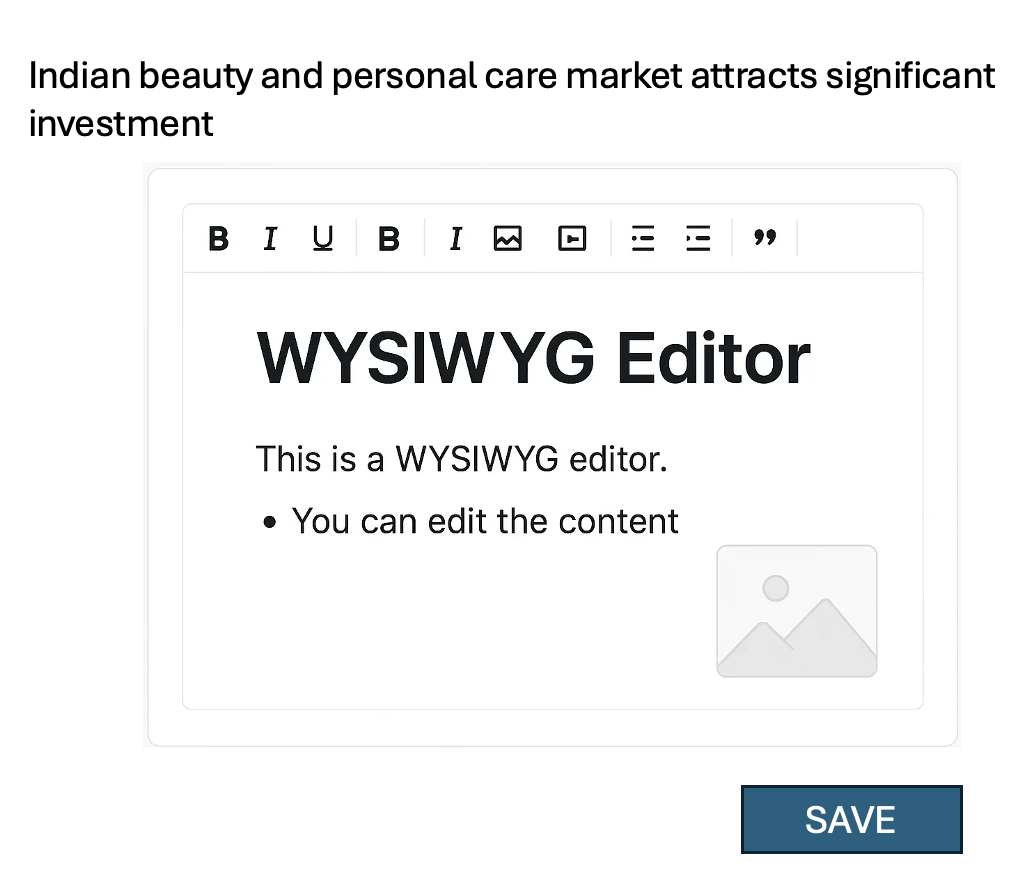 Indian beauty and personal care market attracts significant
investment
B I U B I ”
WYSIWYG Editor
This is a WYSIWYG editor.
• You can edit the content
SAVE